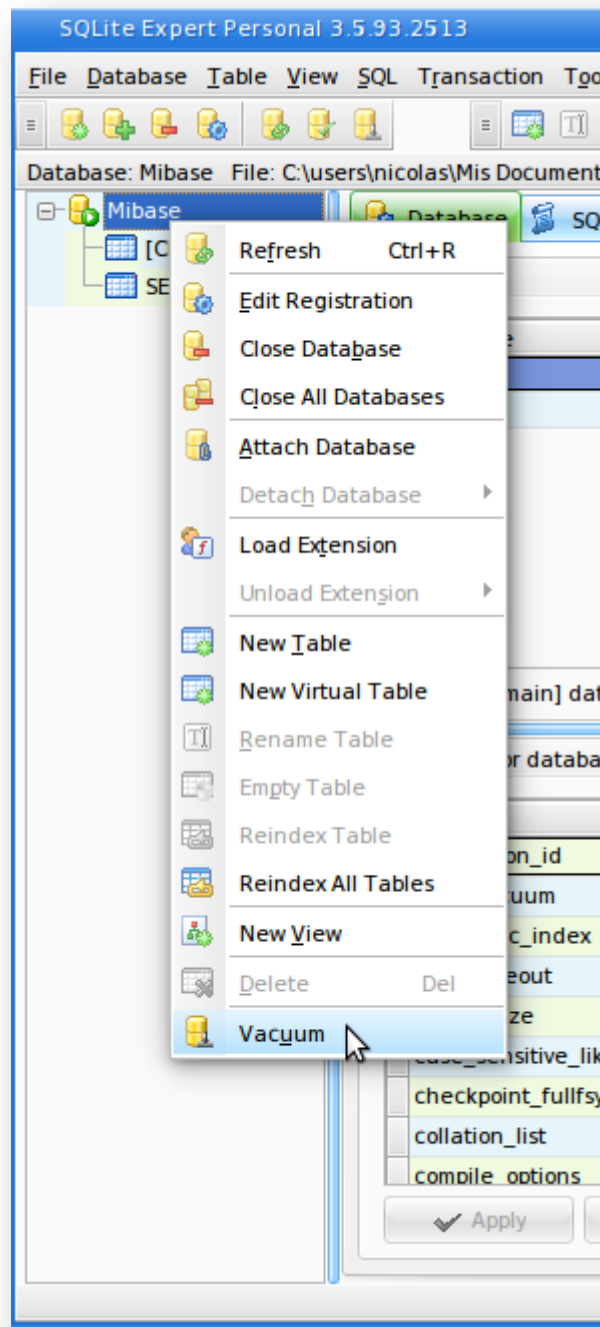 SQLite Expert Personal 3.5.93.2513
File Database Table View SQL Transaction Too
Database: Mibase File: C:\users\nicolas\Mis Document
Mibase
Database SQ
[C
SE
Refresh Ctrl+R
Edit Registration
Close Database
Close All Databases
Attach Database
Detach Database
Load Extension
Unload Extension
New Table
New Virtual Table
main] dat
Rename Table
or databa
Empty Table
Reindex Table
on_id
Reindex All Tables
uum
New View
c_index
Delete Del
eout
ze
Vacuum
case_sensitive_lik
checkpoint_fullfsy
collation_list
compile_options
Apply